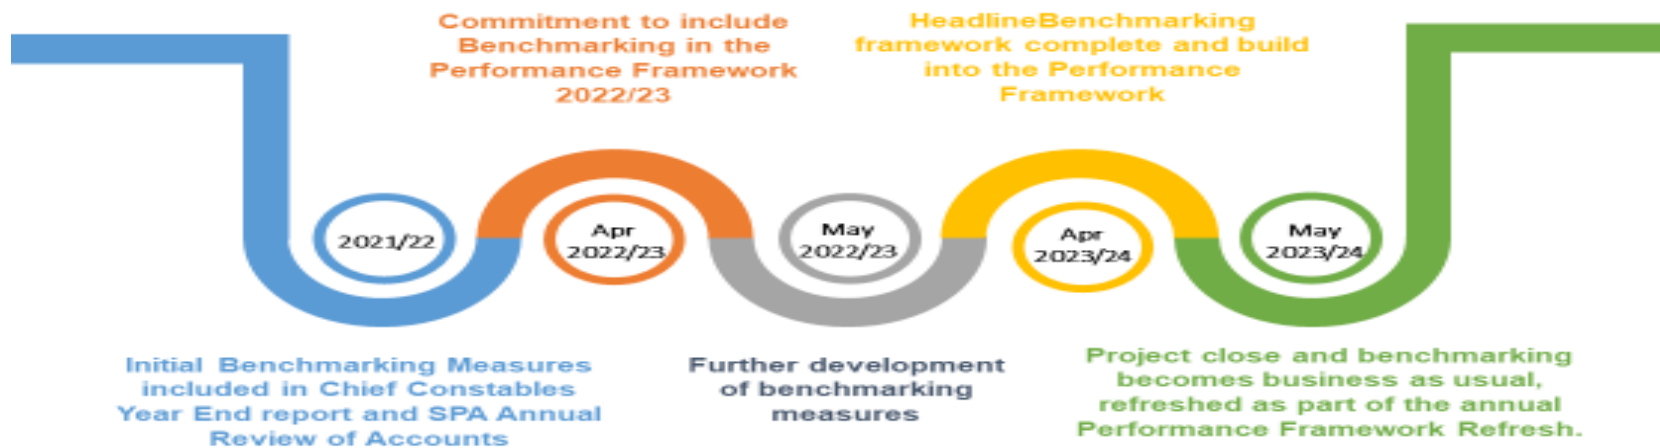 Commitment to include
Benchmarking in the
Performance Framework
2022/23
HeadlineBenchmarking
framework complete and build
into the Performance
Framework
2021/22
Apr
2022/23
May
2022/23
Apr
2023/24
May
2023/24
Initial Benchmarking Measures
included in Chief Constables
Year End report and SPA Annual
Review of Accounts
Further development
of benchmarking
measures
Project close and benchmarking
becomes business as usual,
refreshed as part of the annual
Performance Framework Refresh.